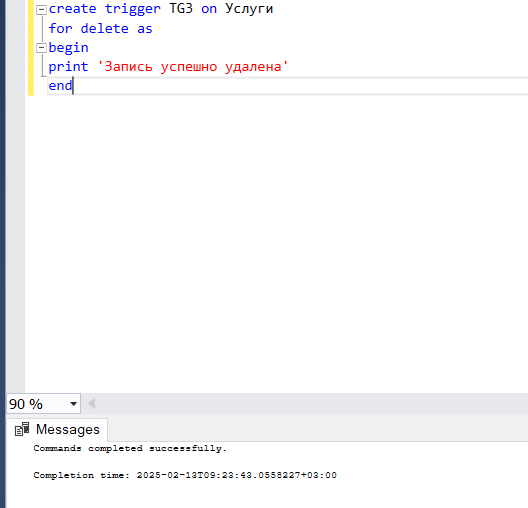 create trigger TG3 on Услуги
for delete as
begin
print 'Запись успешно удалена'
end
90 %
Messages
Commands completed successfully.
Completion time: 2025-02-13T09:23:43.0558227+03:00